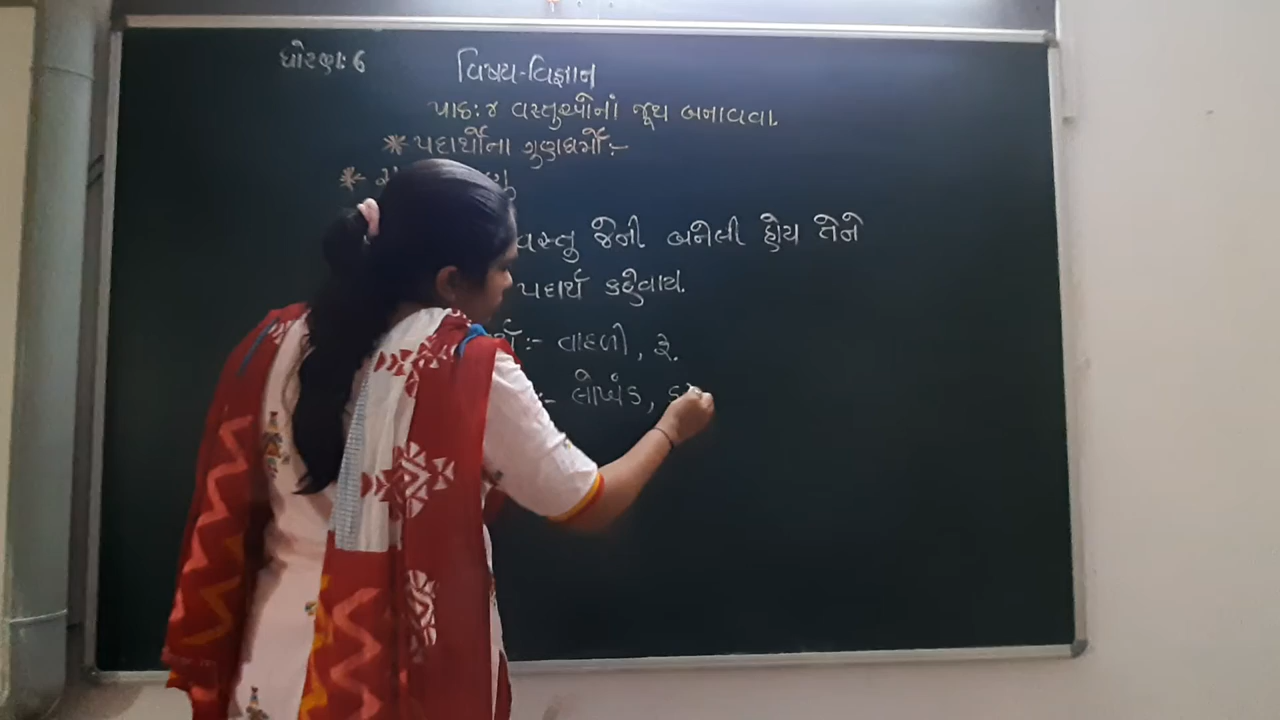 ધોરણ: 6
વિષય-વિજ્ઞાન
પાઠ: ૪ વસ્તુઓનાં જૂથ બનાવવા.
* પદાર્થોના ગુણધર્મો:-
*-
વસ્તુ જેની બનેલી હોય તેને
પદાર્થ કહેવાય.
:- વાદળી, રૂ.
:- લોખંડ,